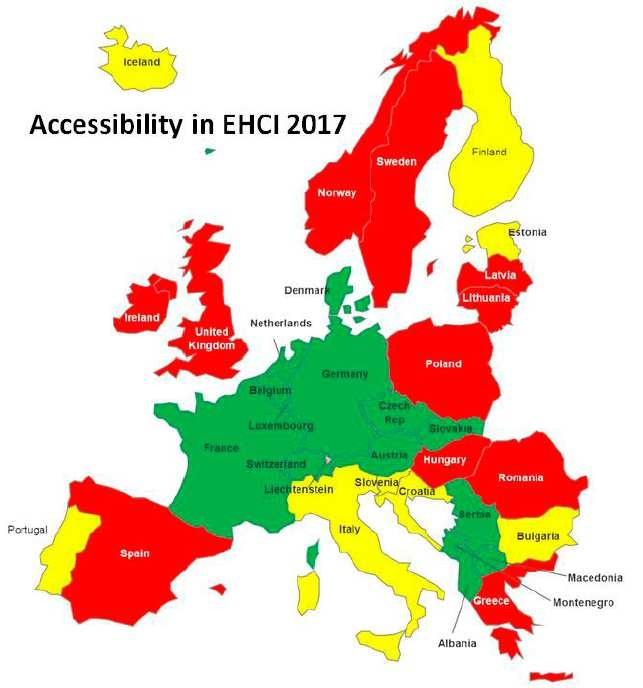 Iceland
Accessibility in EHCI 2017
Finland
Sweden
Norway
Estonia
Latvia
Denmark
Lithuania
Ireland
Netherlands
United
Kingdom
Poland
Germany
Belgium
Czech
Rep
Luxembourg
Slovakia
France
Austria
Hungary
Switzerland
Romania
Slovenia
Liechtenstein
Croatia
Serbia
Portugal
Italy
Bulgaria
Spain
Macedonia
Greece
Montenegro
Albania